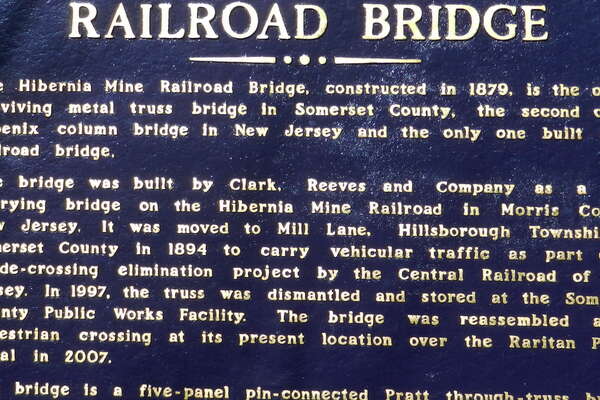 RAILROAD BRIDGE
e Hibernia Mine Railroad Bridge, constructed in 1879, is the o
viving metal truss bridge in Somerset County, the second o
enix column bridge in New Jersey and the only one built
lroad bridge.
e bridge was built by Clark, Reeves and Company as a
rying bridge on the Hibernia Mine Railroad in Morris Co
w Jersey. It was moved to Mill Lane, Hillsborough Township
erset County in 1894 to carry vehicular traffic as part
de-crossing elimination project by the Central Railroad of
sey. In 1997, the truss was dismantled and stored at the Som
nty Public Works Facility. The bridge was reassembled a
estrian crossing at its present location over the Raritan P
al in 2007.
bridge is a five-panel pin-connected Pratt through-truss br